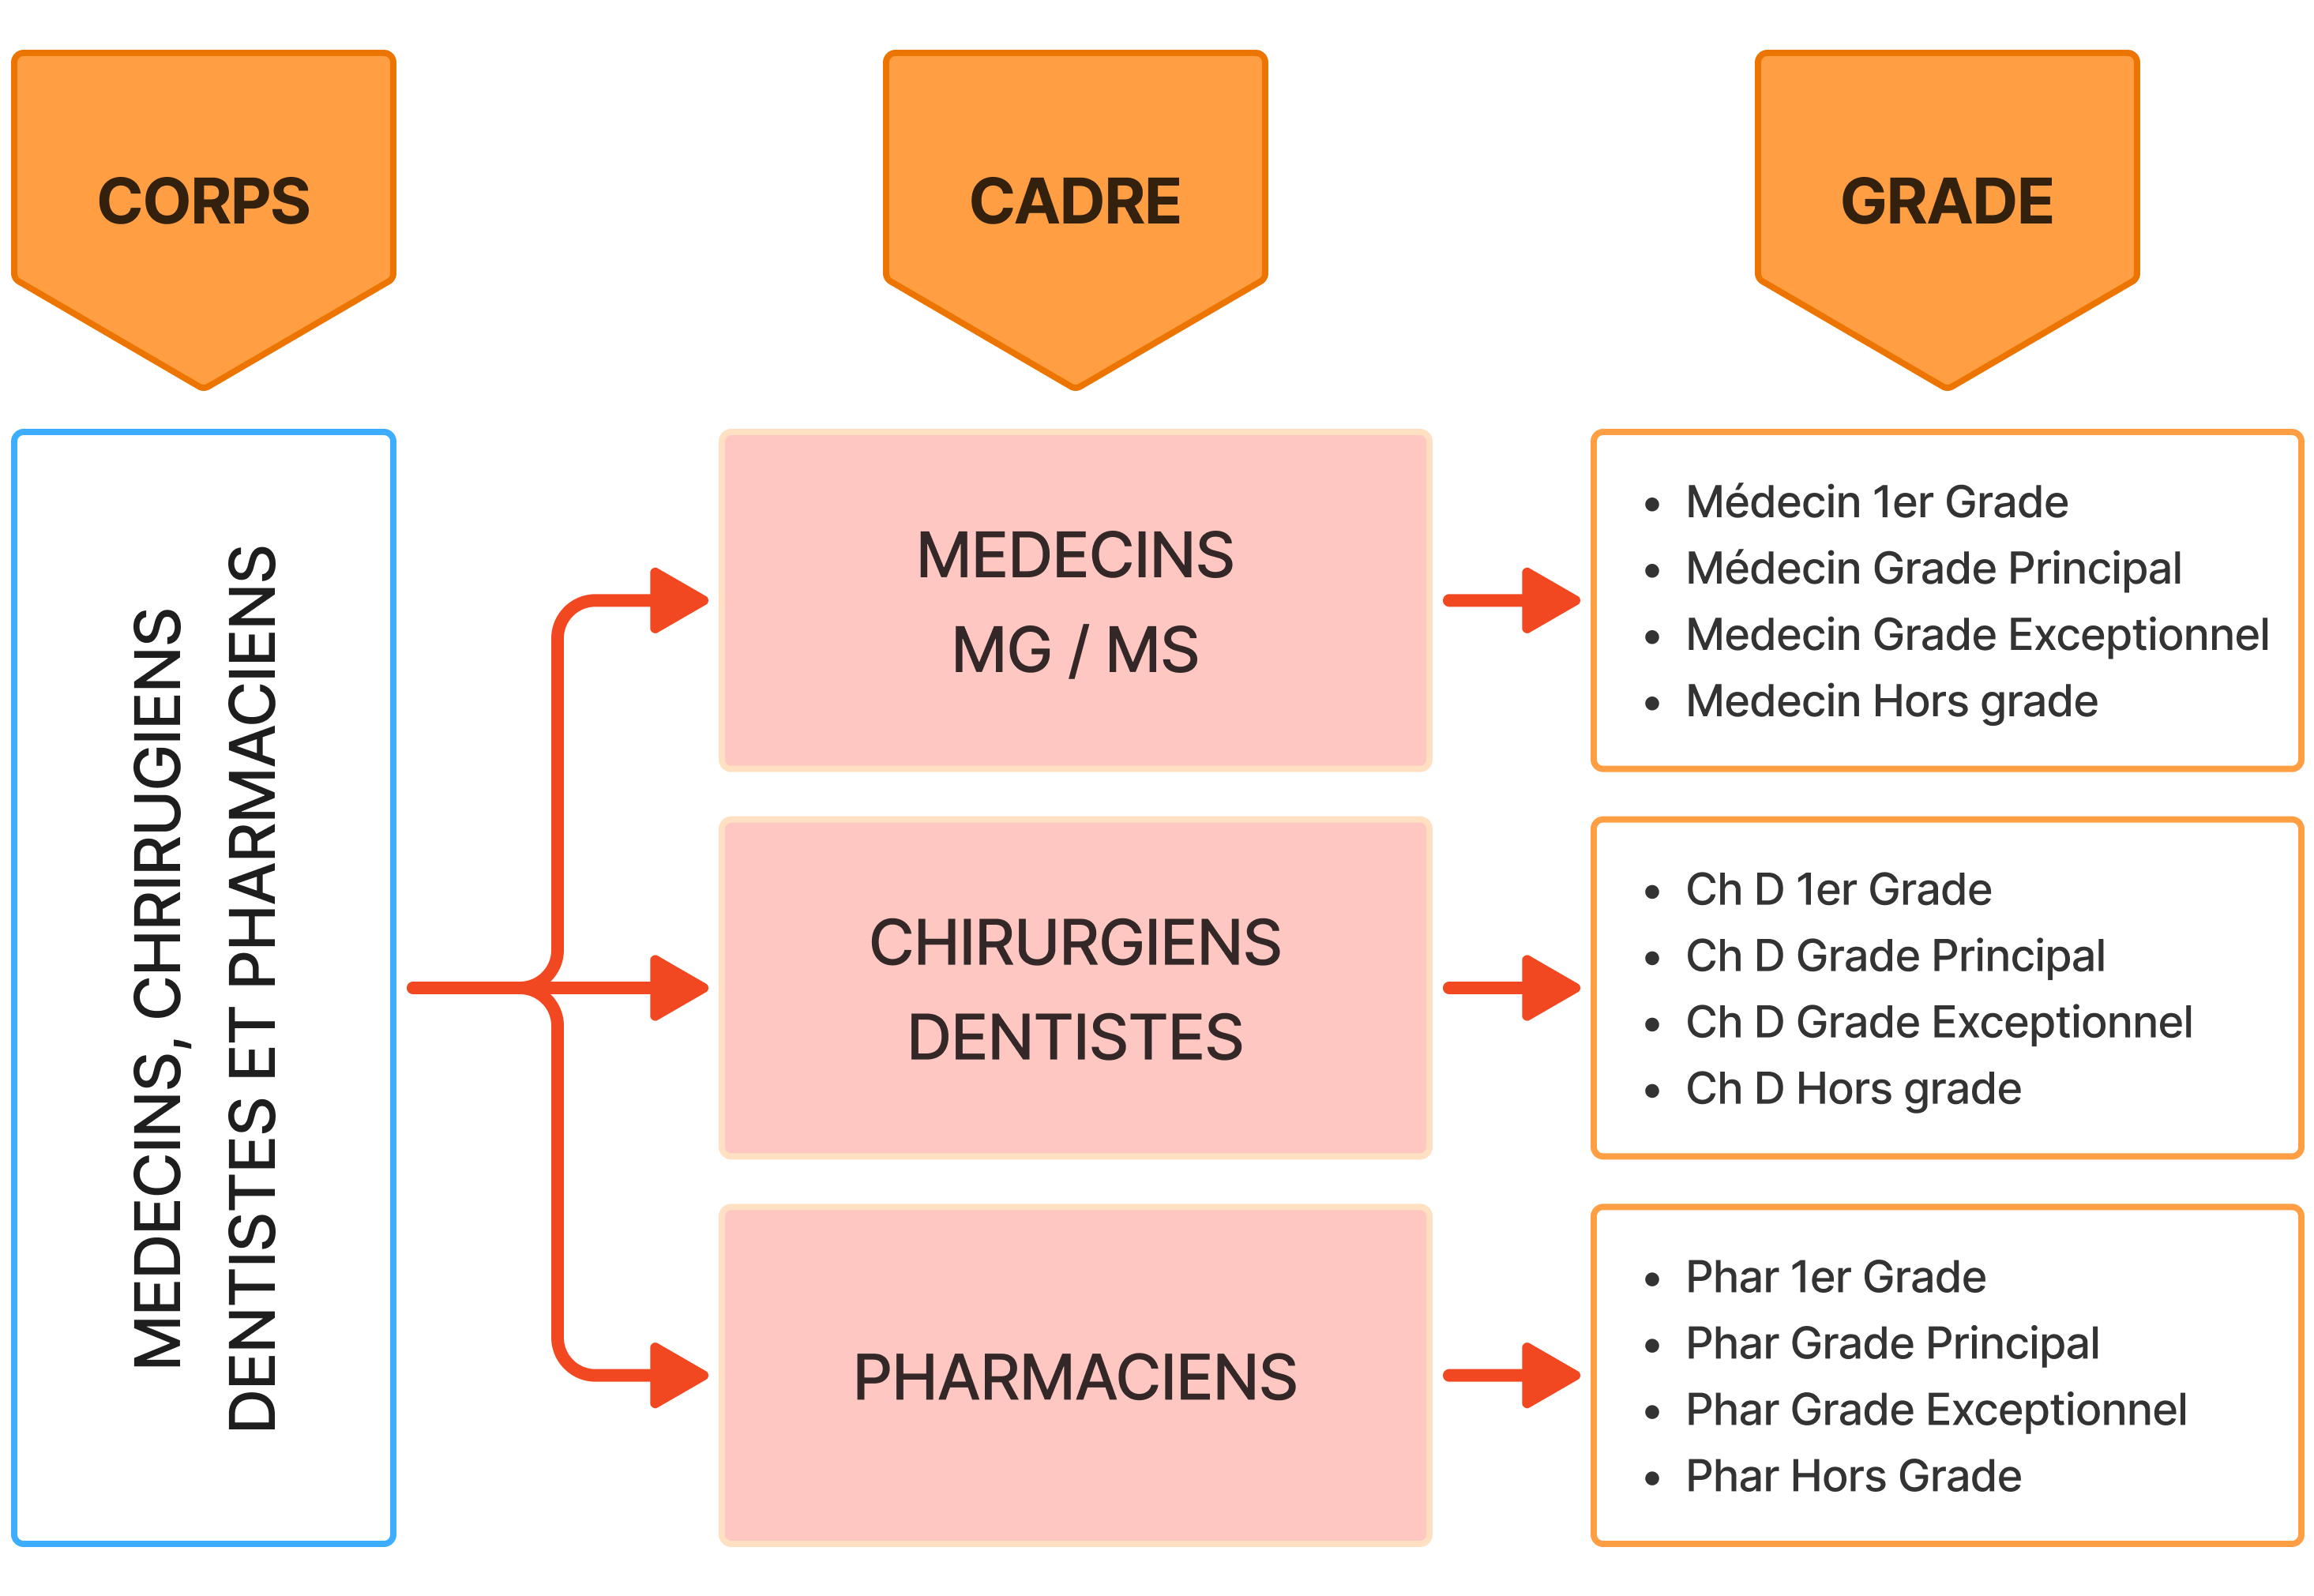 CORPS
CADRE
GRADE
MEDECINS, CHRIRUGIENS
DENTISTES ET PHARMACIENS
MEDECINS
MG / MS
• Médecin 1er Grade
• Médecin Grade Principal
• Medecin Grade Exceptionnel
• Medecin Hors grade
CHIRURGIENS
DENTISTES
• Ch D 1er Grade
• Ch D Grade Principal
• Ch D Grade Exceptionnel
• Ch D Hors grade
PHARMACIENS
• Phar 1er Grade
• Phar Grade Principal
• Phar Grade Exceptionnel
• Phar Hors Grade